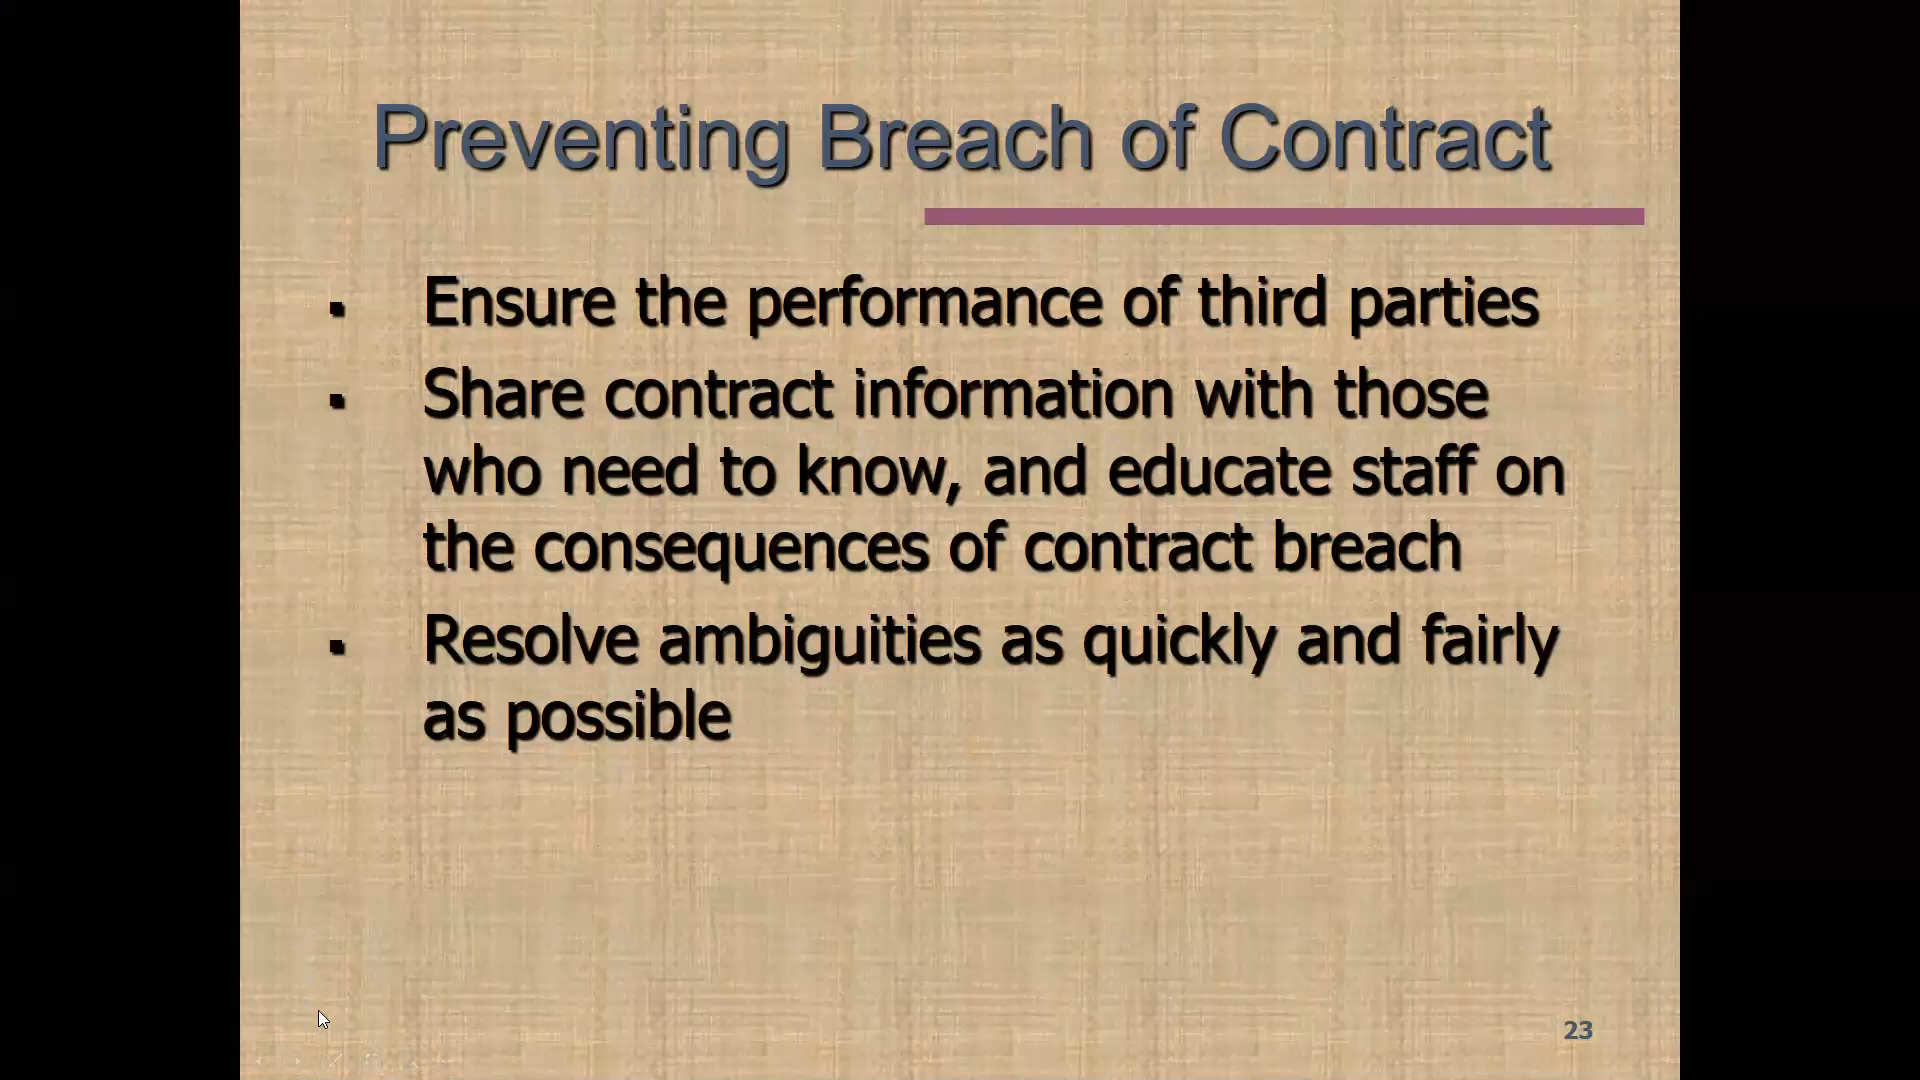 Preventing Breach of Contract
▪ Ensure the performance of third parties
▪ Share contract information with those
who need to know, and educate staff on
the consequences of contract breach
▪ Resolve ambiguities as quickly and fairly
as possible
23